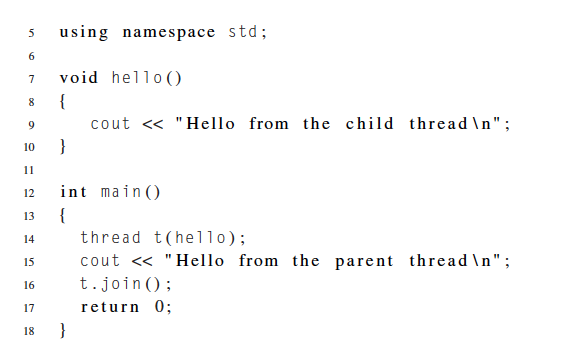 5 using namespace std;
6
7 void hello()
8 {
9 cout << "Hello from the child thread\n";
10 }
11
12 int main()
13 {
14 thread t(hello);
15 cout << "Hello from the parent thread\n";
16 t.join();
17 return 0;
18 }